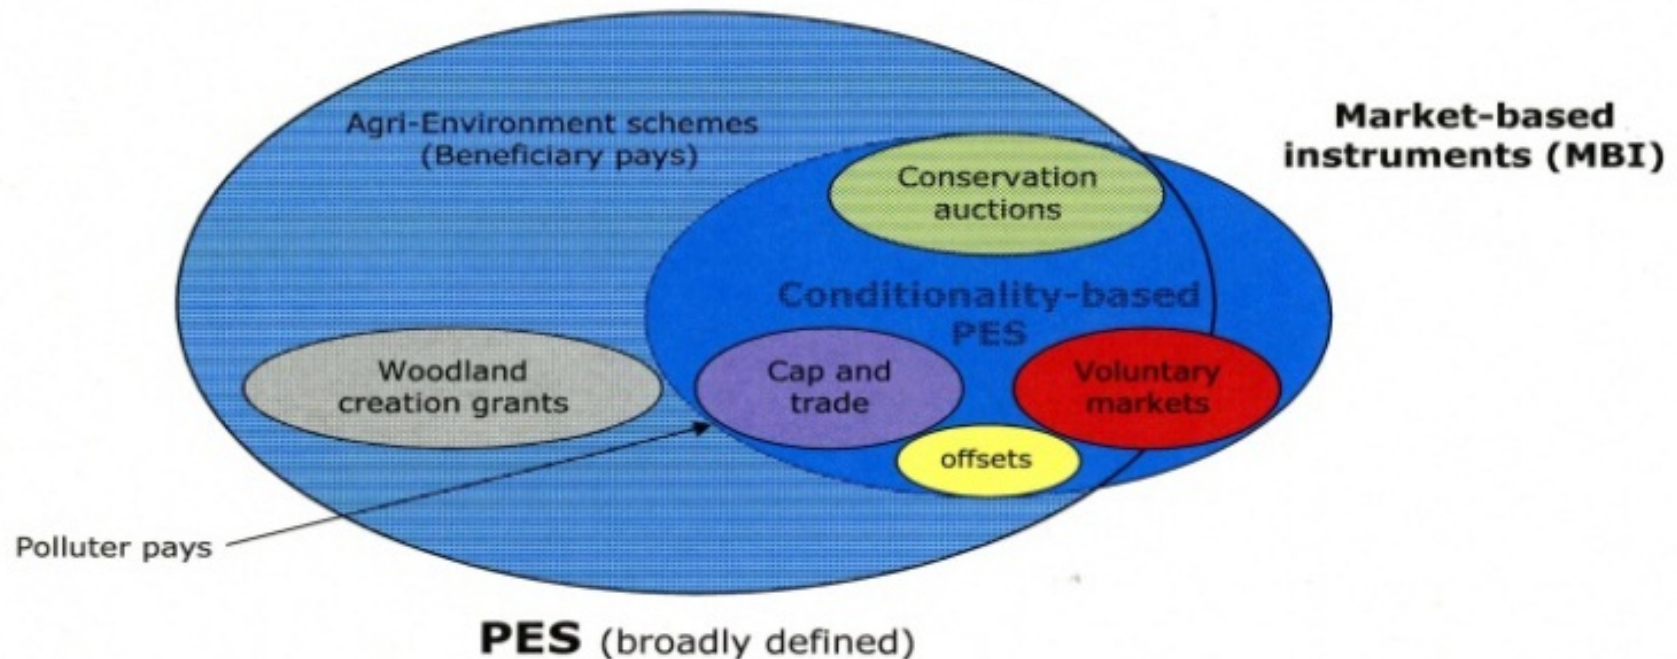 Agri-Environment schemes
(Beneficiary pays)
Market-based
instruments (MBI)
Conservation
auctions
Conditionality-based
PES
Woodland
creation grants
Cap and
trade
Voluntary
markets
offsets
Polluter pays
PES (broadly defined)